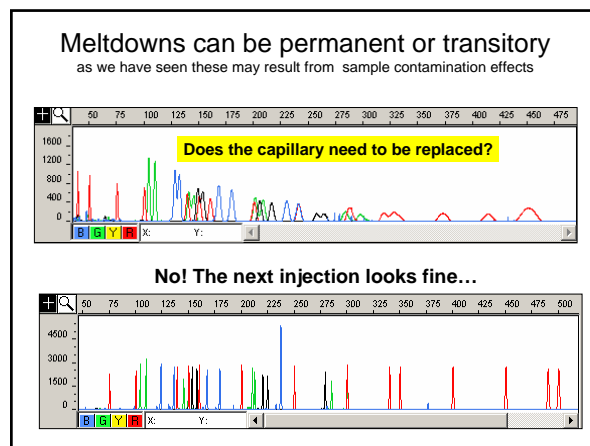 Meltdowns can be permanent or transitory
as we have seen these may result from sample contamination effects
50 75 100 125 150 175 200 225 250 275 300 325 350 375 400 425 450 475
Does the capillary need to be replaced?
1600
1200
800
400
0
B G Y R X: Y:
No! The next injection looks fine…
50 75 100 125 150 175 200 225 250 275 300 325 350 375 400 425 450 475 500
4500
3000
1500
0
B G Y R X: Y: